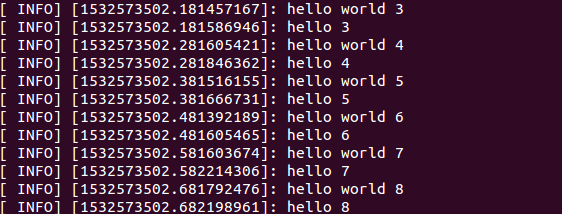 [ INFO] [1532573502.181457167]: hello world 3
[ INFO] [1532573502.181586946]: hello 3
[ INFO] [1532573502.281605421]: hello world 4
[ INFO] [1532573502.281846362]: hello 4
[ INFO] [1532573502.381516155]: hello world 5
[ INFO] [1532573502.381666731]: hello 5
[ INFO] [1532573502.481392189]: hello world 6
[ INFO] [1532573502.481605465]: hello 6
[ INFO] [1532573502.581603674]: hello world 7
[ INFO] [1532573502.582214306]: hello 7
[ INFO] [1532573502.681792476]: hello world 8
[ INFO] [1532573502.682198961]: hello 8